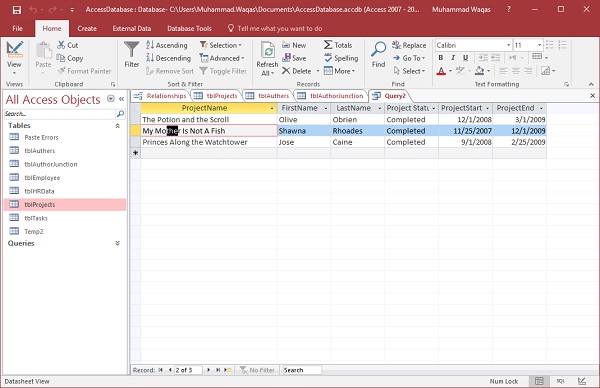 AccessDatabase : Database- C:\Users\Muhammad.Waqas\Documents\AccessDatabase.accdb (Access 2007 - 20...
Muhammad Waqas
?
File
Home
Create
External Data
Database Tools
Tell me what you want to do
View
Paste
Cut
Copy
Format Painter
Filter
Ascending
Descending
Remove Sort
Selection
Advanced
Toggle Filter
Refresh
All
New
Save
Delete
Totals
Spelling
More
Find
Replace
Go To
Select
Calibri
11
B I U
Views
Clipboard
Sort & Filter
Records
Find
Text Formatting
All Access Objects
Tables
Paste Errors
tblAuthers
tblAuthorJunction
tblEmployee
tblHRData
tblProjects
tblTasks
Temp2
Queries
Relationships
tblProjects
tblAuthers
tblAuthorJunction
Query2
ProjectName FirstName LastName Project Statu ProjectStart ProjectEnd
The Potion and the Scroll Olive Obrien Completed 12/1/2008 3/1/2009
My Mother Is Not A Fish Shawna Rhoades Completed 11/25/2007 12/1/2009
Princes Along the Watchtower Jose Caine Completed 9/1/2008 2/25/2009
Record: 2 of 3 No Filter Search
Datasheet View
Num Lock
SQL